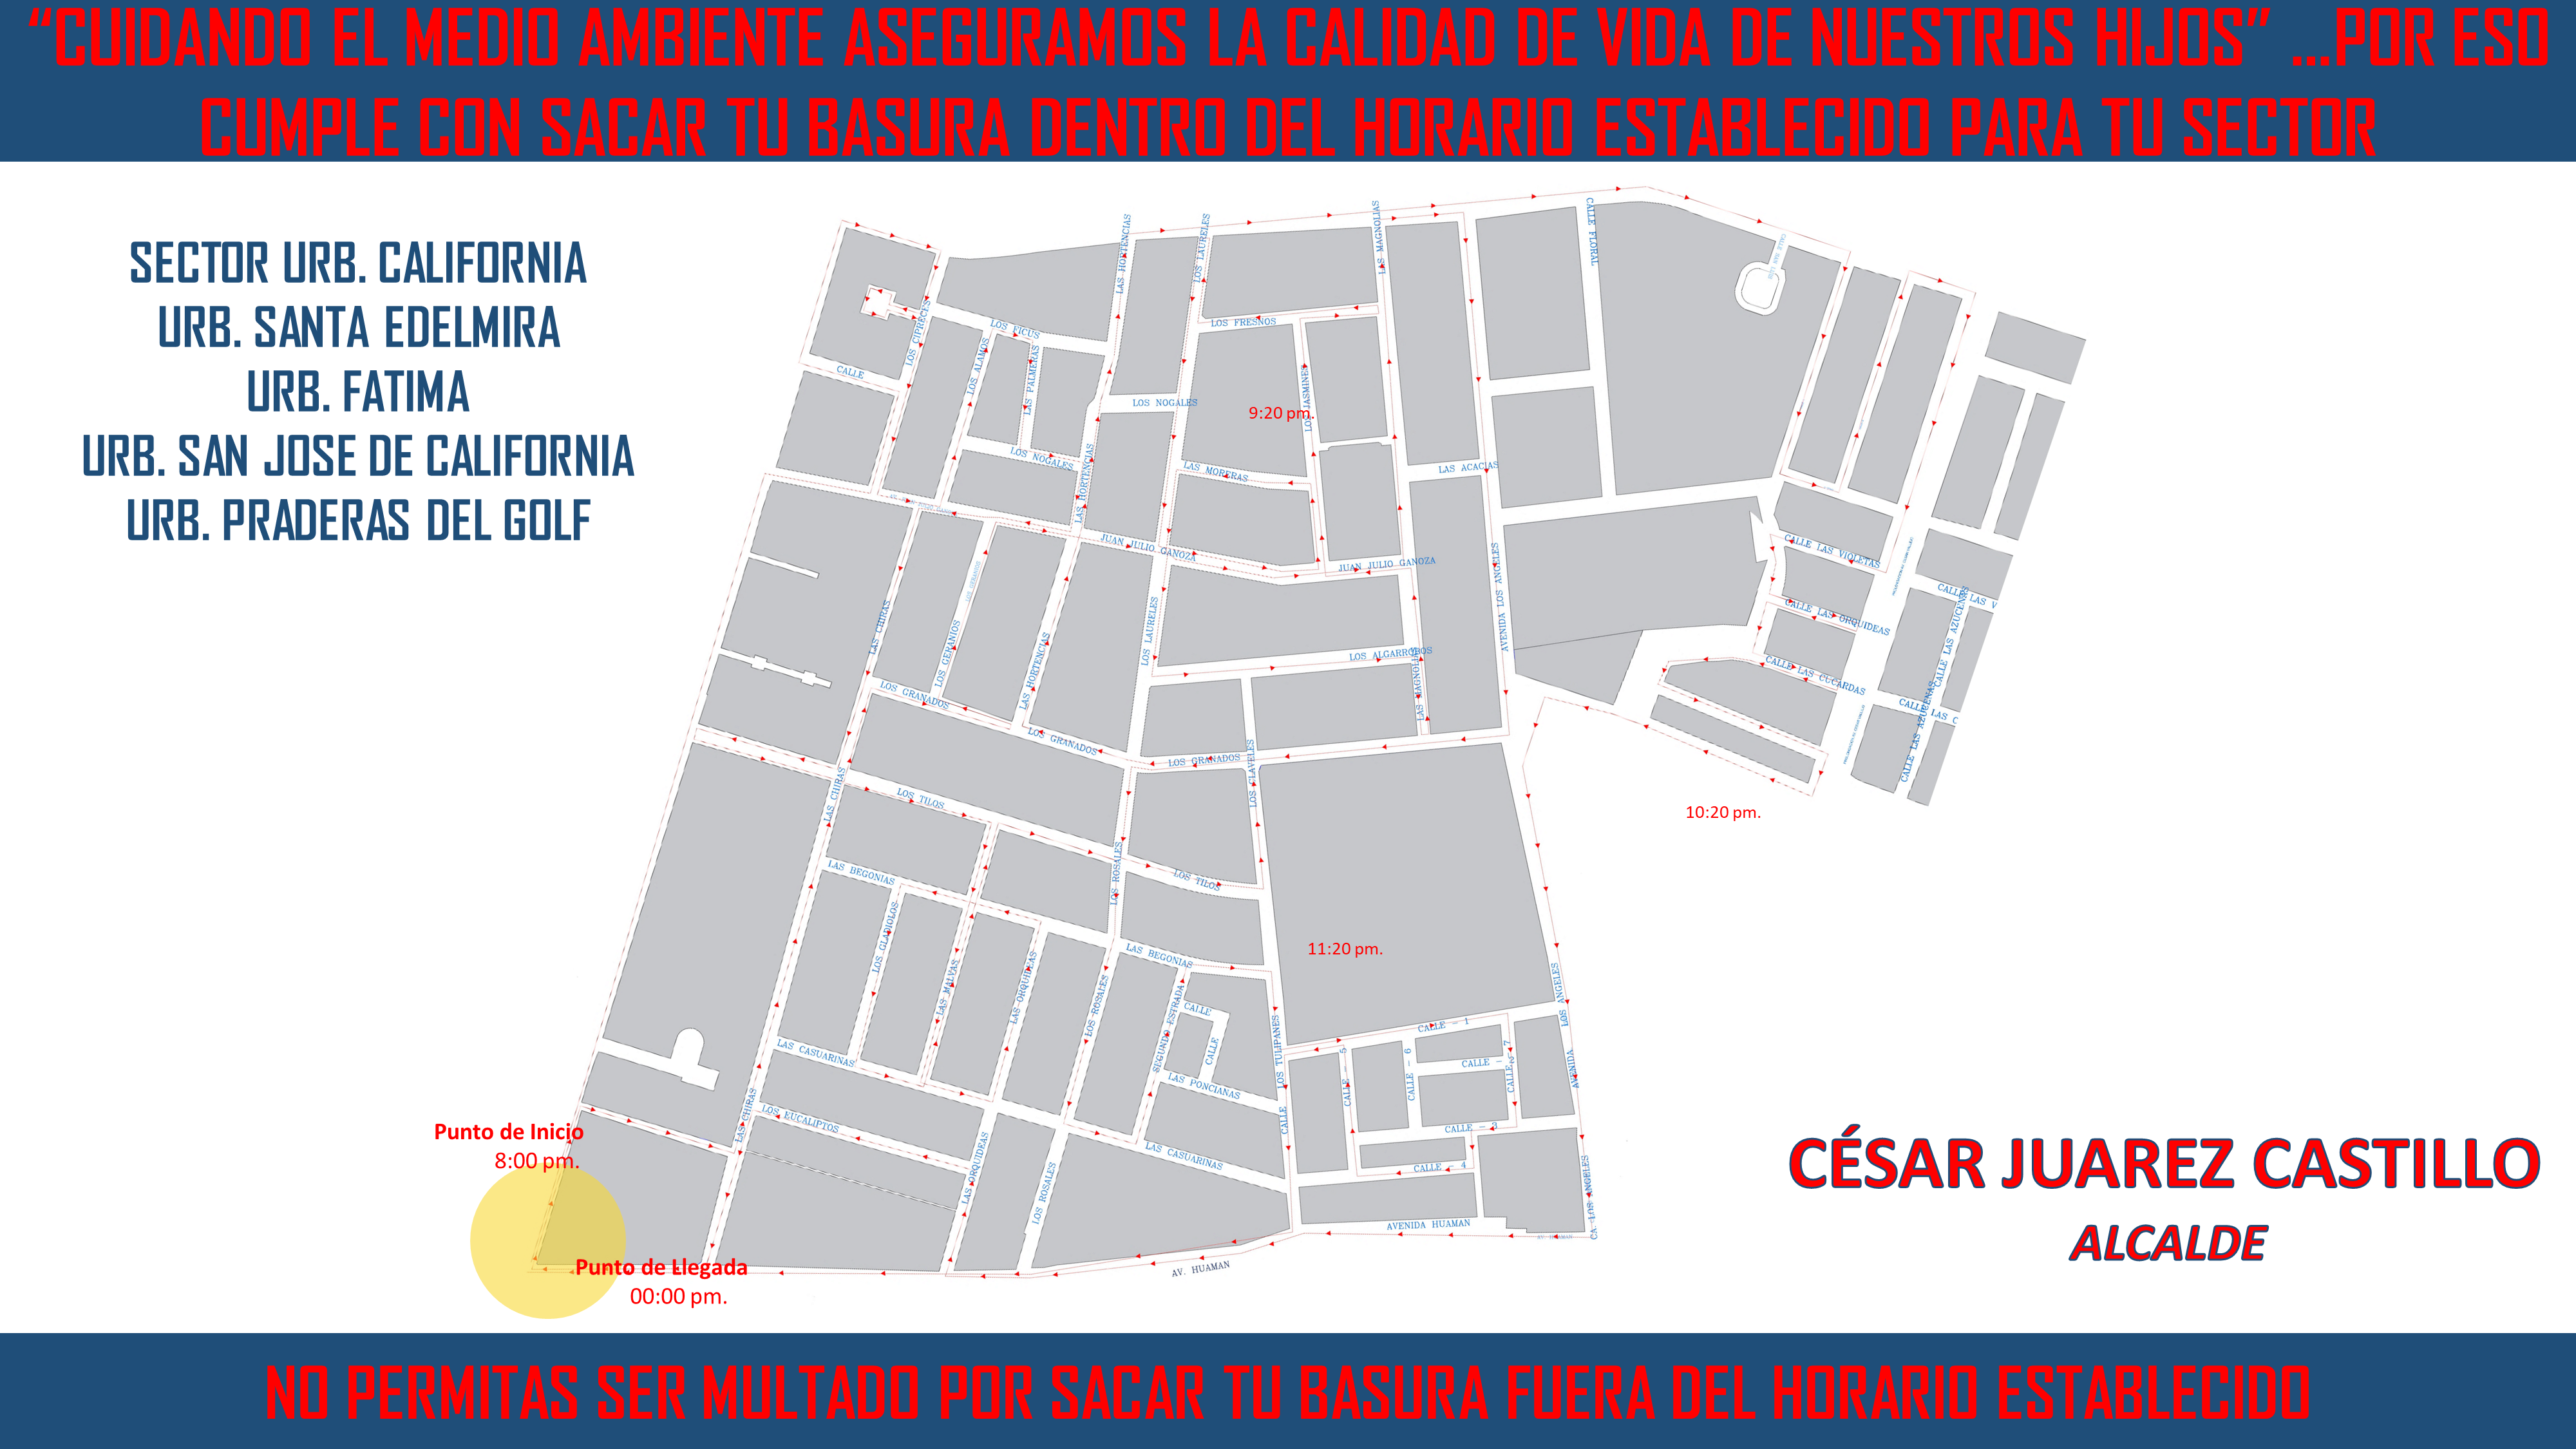 “CUIDANDO EL MEDIO AMBIENTE ASEGURAMOS LA CALIDAD DE VIDA DE NUESTROS HIJOS” ...POR ESO
CUMPLE CON SACAR TU BASURA DENTRO DEL HORARIO ESTABLECIDO PARA TU SECTOR
SECTOR URB. CALIFORNIA
URB. SANTA EDELMIRA
URB. FATIMA
URB. SAN JOSE DE CALIFORNIA
URB. PRADERAS DEL GOLF
LAS HORTENCIAS
LOS LAURELES
LAS MAGNOLIAS
CALLE FLORAL
LOS CIPRECES
LOS FICUS
LOS FRESNOS
CALLE
LOS ALAMOS
LAS PALMERAS
LOS NOGALES
LOS JASMINES
9:20 pm.
LOS NOGALES
LAS HORTENCIAS
LAS MORERAS
LAS ACACIAS
JUAN JULIO GANOZA
JUAN JULIO GANOZA
AVENIDA LOS ANGELES
CALLE LAS VIOLETAS
CALLE LAS V
CALLE LAS ORQUIDEAS
CALLE LAS AZUCENAS
LAS CHIRAS
LOS GERANIOS
LOS GERANIOS
LAS HORTENCIAS
LOS LAURELES
LOS ALGARROBOS
LAS MAGNOLIAS
CALLE LAS CUCARDAS
CALLE LAS C
CALLE LAS AZUCENAS
LOS GRANADOS
LOS GRANADOS
LOS GRANADOS
LOS CLAVELES
LAS CHIRAS
LOS TILOS
LOS TILOS
10:20 pm.
LAS BEGONIAS
LOS ROSALES
LOS GLADIOLOS
LAS MALVAS
LAS ORQUIDEAS
LOS ROSALES
LAS BEGONIAS
11:20 pm.
SEGUNDO ESTRADA
CALLE
CALLE
LOS TULIPANES
CALLE
CALLE - 1
LOS ANGELES
AVENIDA
LAS CASUARINAS
LAS PONCIANAS
CALLE - 5
CALLE - 6
CALLE - 2
CALLE - 7
LAS CHIRAS
LOS EUCALIPTOS
CALLE - 3
CALLE - 4
LAS CASUARINAS
LAS ORQUIDEAS
LOS ROSALES
CA. LOS ANGELES
AVENIDA HUAMAN
AV. HUAMAN
AV. HUAMAN
Punto de Inicio
8:00 pm.
Punto de Llegada
00:00 pm.
CÉSAR JUAREZ CASTILLO
ALCALDE
NO PERMITAS SER MULTADO POR SACAR TU BASURA FUERA DEL HORARIO ESTABLECIDO